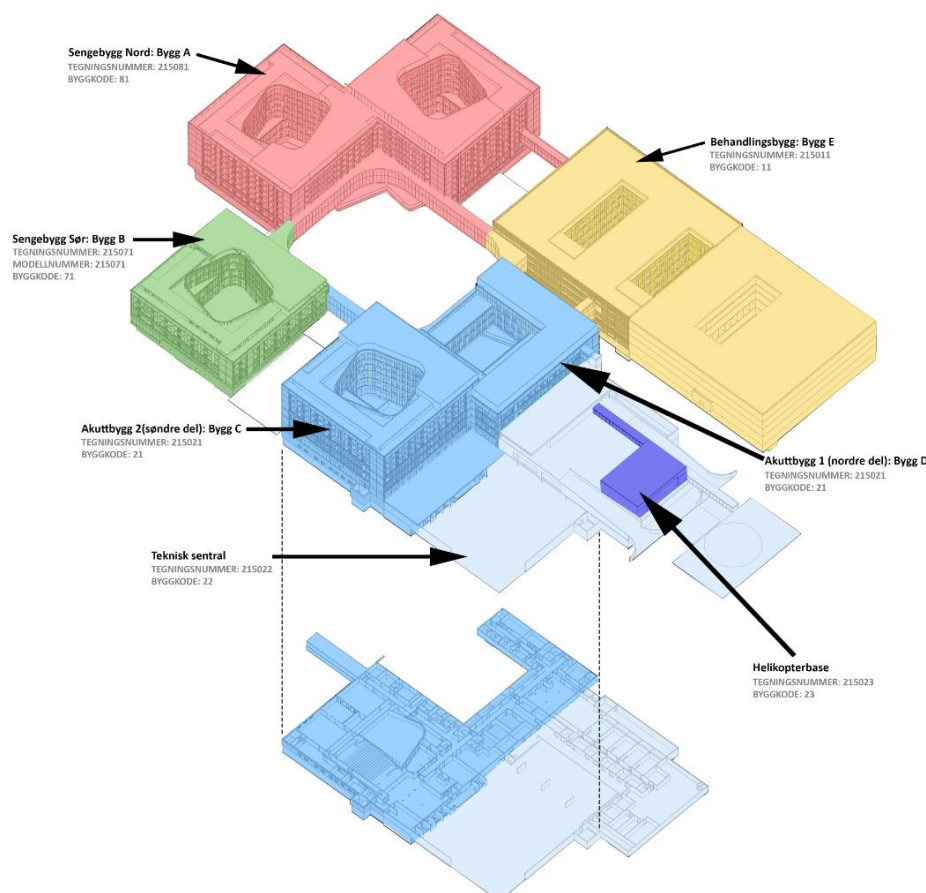 Sengebygg Nord: Bygg A
TEGNINGSNUMMER: 215081
BYGGKODE: 81
Behandlingsbygg: Bygg E
TEGNINGSNUMMER: 215011
BYGGKODE: 11
Sengebygg Sør: Bygg B
TEGNINGSNUMMER: 215071
MODELLNUMMER: 215071
BYGGKODE: 71
Akuttbygg 2(søndre del): Bygg C
TEGNINGSNUMMER: 215021
BYGGKODE: 21
Akuttbygg 1 (nordre del): Bygg D
TEGNINGSNUMMER: 215021
BYGGKODE: 21
Teknisk sentral
TEGNINGSNUMMER: 215022
BYGGKODE: 22
Helikopterbase
TEGNINGSNUMMER: 215023
BYGGKODE: 23